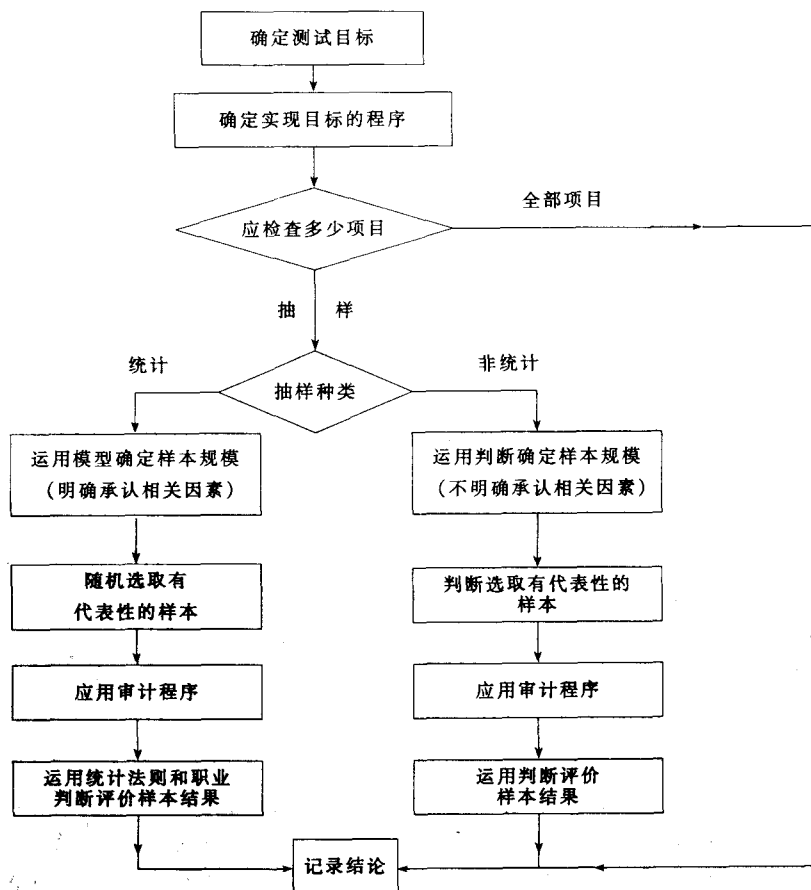 确定测试目标
确定实现目标的程序
应检查多少项目
全部项目
抽 样
统计
非统计
抽样种类
运用模型确定样本规模
（明确承认相关因素）
运用判断确定样本规模
（不明确承认相关因素）
随机选取有
代表性的样本
判断选取有代表性的
样本
应用审计程序
应用审计程序
运用统计法则和职业
判断评价样本结果
运用判断评价
样本结果
记录结论